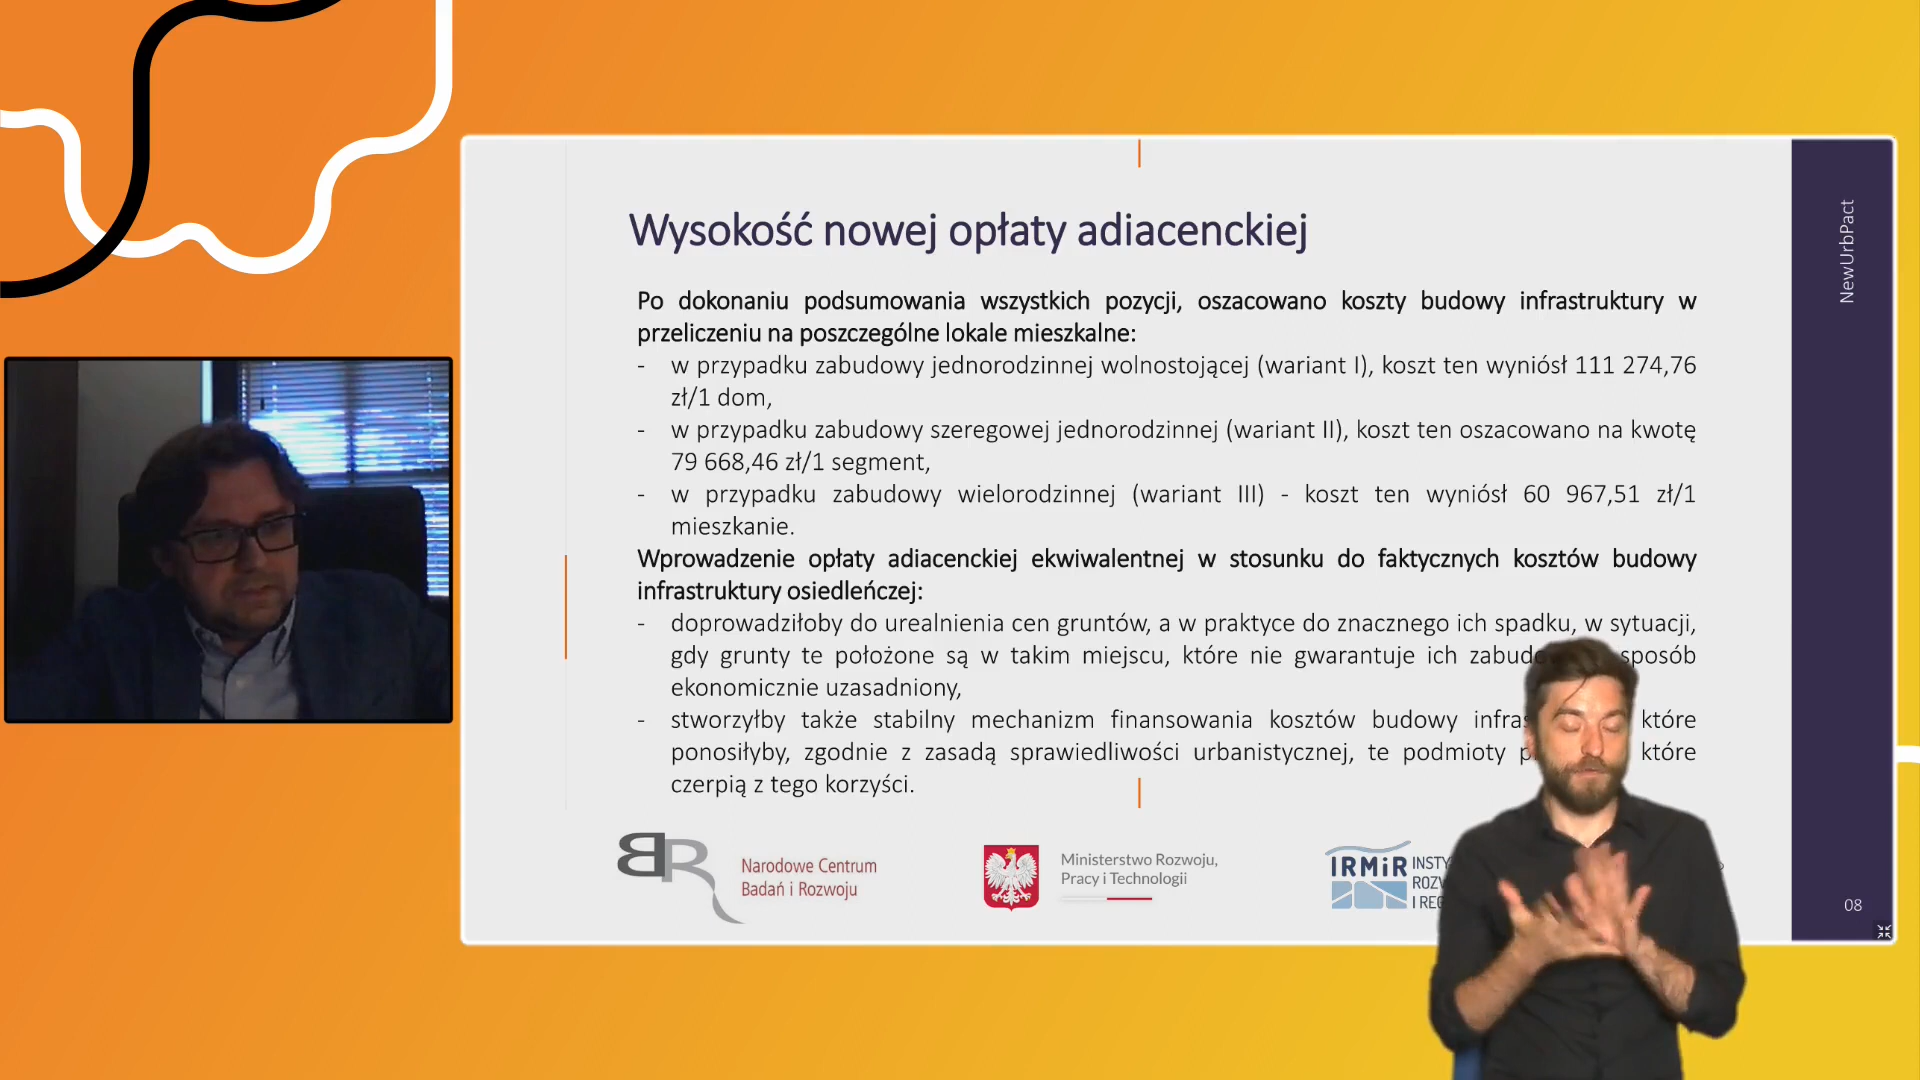 Wysokość nowej opłaty adiacenckiej
Po dokonaniu podsumowania wszystkich pozycji, oszacowano koszty budowy infrastruktury w
przeliczeniu na poszczególne lokale mieszkalne:
- w przypadku zabudowy jednorodzinnej wolnostojącej (wariant I), koszt ten wyniósł 111 274,76
zł/1 dom,
- w przypadku zabudowy szeregowej jednorodzinnej (wariant II), koszt ten oszacowano na kwotę
79 668,46 zł/1 segment,
- w przypadku zabudowy wielorodzinnej (wariant III) - koszt ten wyniósł 60 967,51 zł/1
mieszkanie.
Wprowadzenie opłaty adiacenckiej ekwiwalentnej w stosunku do faktycznych kosztów budowy
infrastruktury osiedleńczej:
- doprowadziłoby do urealnienia cen gruntów, a w praktyce do znacznego ich spadku, w sytuacji,
gdy grunty te położone są w takim miejscu, które nie gwarantuje ich sposób
ekonomicznie uzasadniony,
- stworzyłby także stabilny mechanizm finansowania kosztów budowy które
ponosiłyby, zgodnie z zasadą sprawiedliwości urbanistycznej, te podmioty które
czerpią z tego korzyści.
BR
Narodowe Centrum
Badań i Rozwoju
Ministerstwo Rozwoju,
Pracy i Technologii
IRMiR
NewUrbPact
08